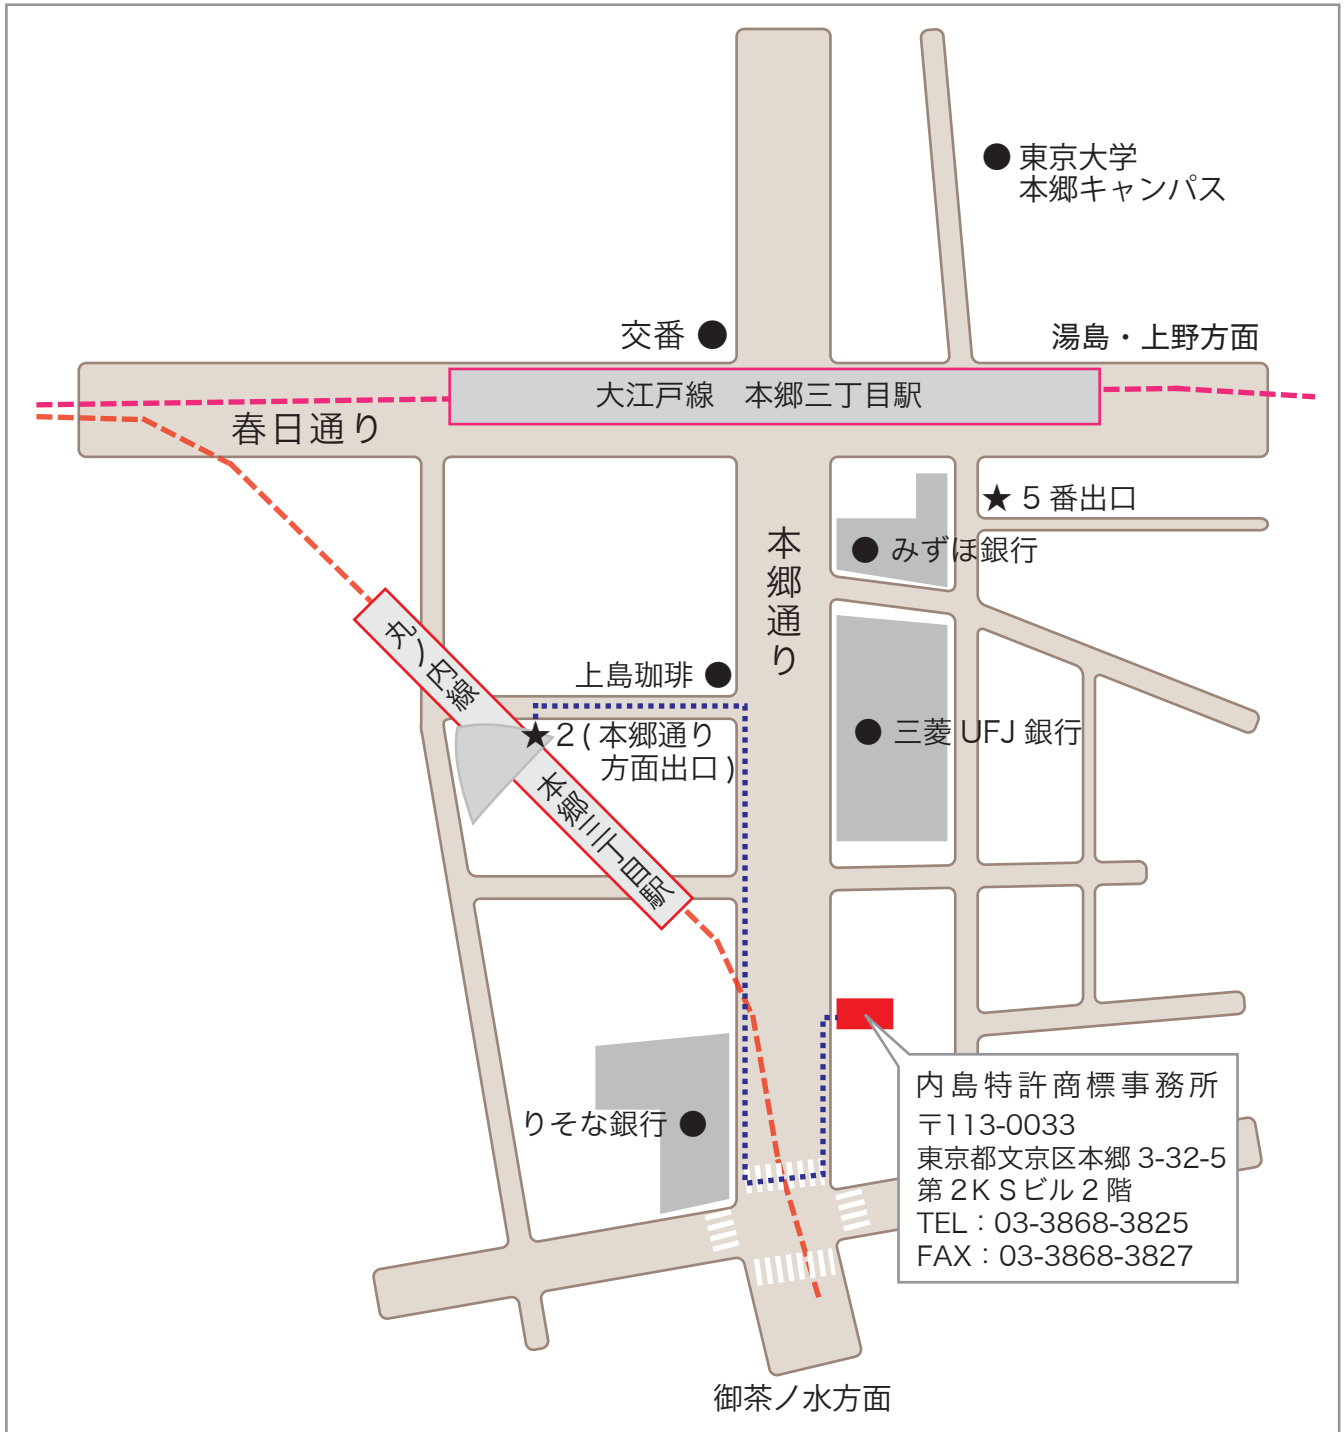 東京大学
本郷キャンパス
交番
湯島・上野方面
大江戸線　本郷三丁目駅
春日通り
★ 5 番出口
本郷通り
みずほ銀行
丸ノ内線
上島珈琲
三菱 UFJ 銀行
★ 2 ( 本郷通り
方面出口 )
本郷三丁目駅
りそな銀行
内島特許商標事務所
〒113-0033
東京都文京区本郷 3-32-5
第 2 K S ビル 2 階
TEL：03-3868-3825
FAX：03-3868-3827
御茶ノ水方面